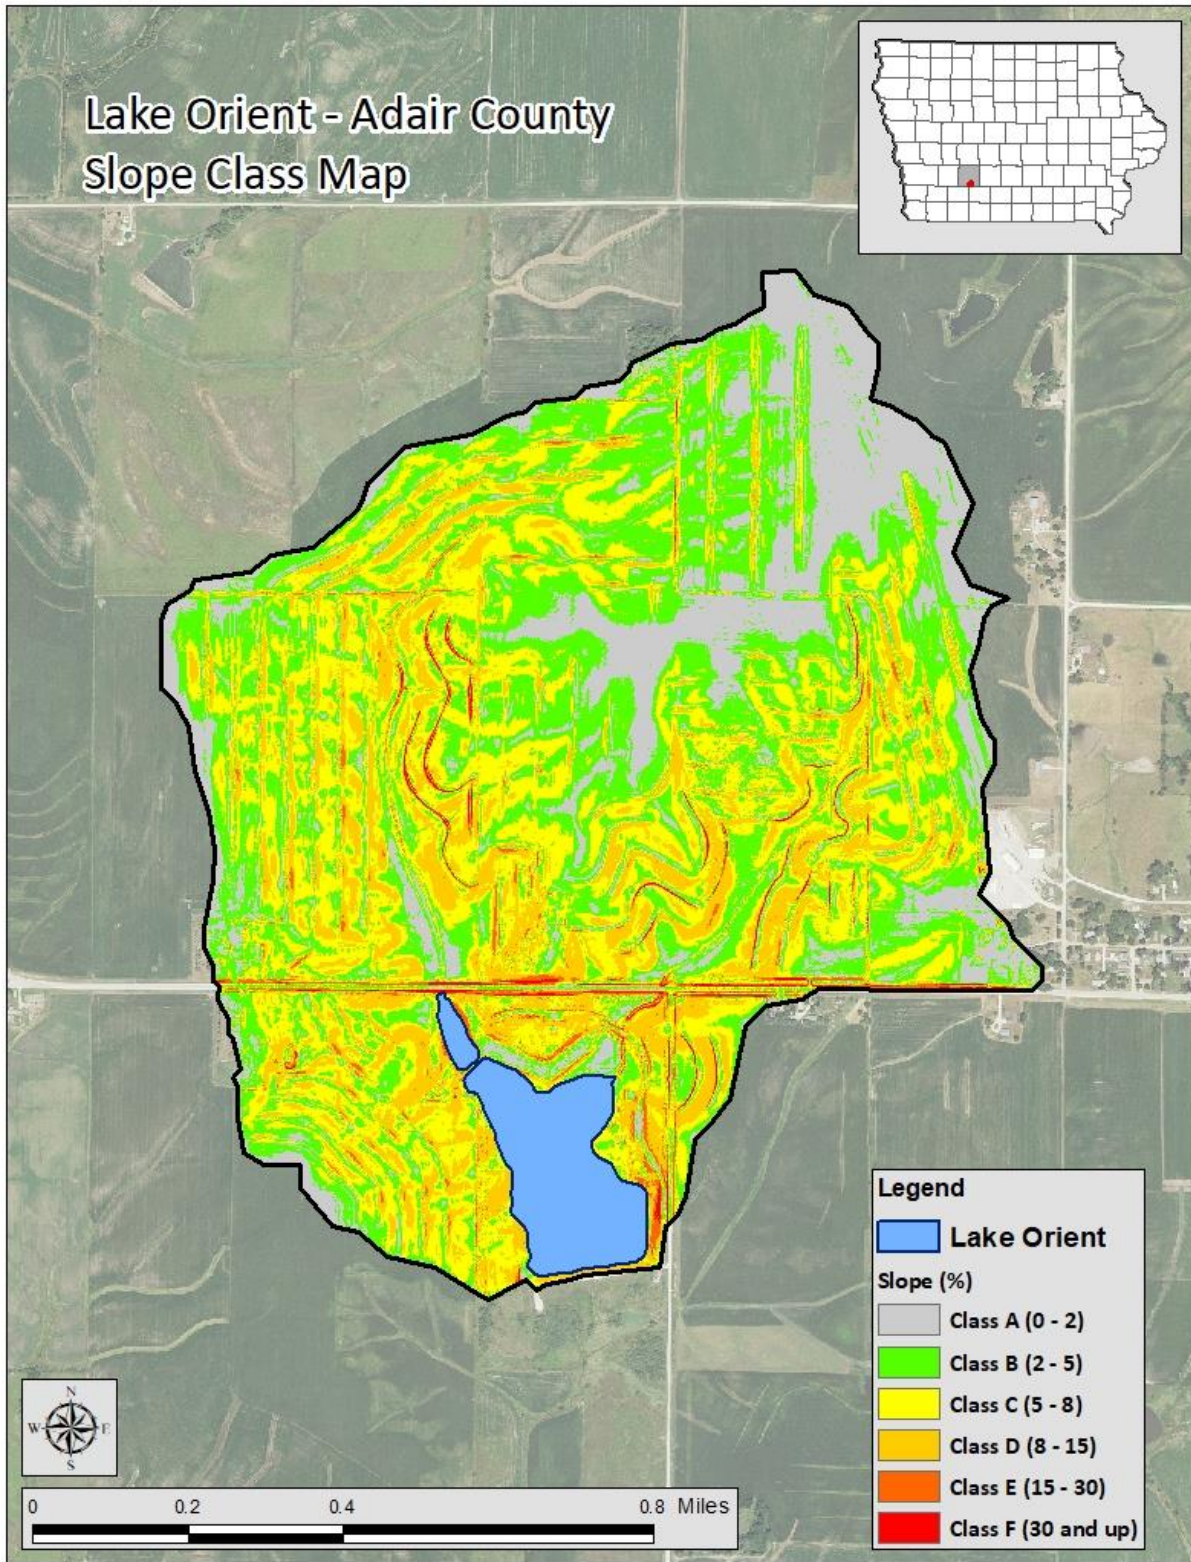 Lake Orient - Adair County
Slope Class Map
Legend
Lake Orient
Slope (%)
Class A (0 - 2)
Class B (2 - 5)
Class C (5 - 8)
Class D (8 - 15)
Class E (15 - 30)
Class F (30 and up)
N
W E
S
0 0.2 0.4 0.8 Miles